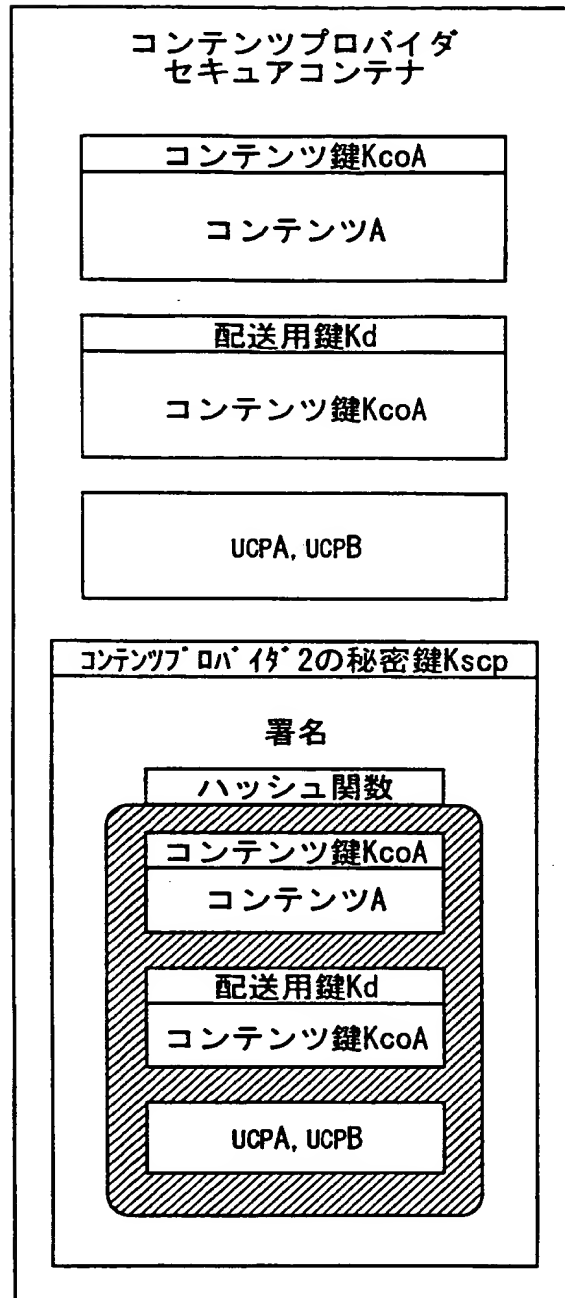 コンテンツプロバイダ
セキュアコンテナ
コンテンツ鍵KcoA
コンテンツA
配送用鍵Kd
コンテンツ鍵KcoA
UCPA, UCPB
コンテンツプロバイダ2の秘密鍵Kscp
署名
ハッシュ関数
コンテンツ鍵KcoA
コンテンツA
配送用鍵Kd
コンテンツ鍵KcoA
UCPA, UCPB